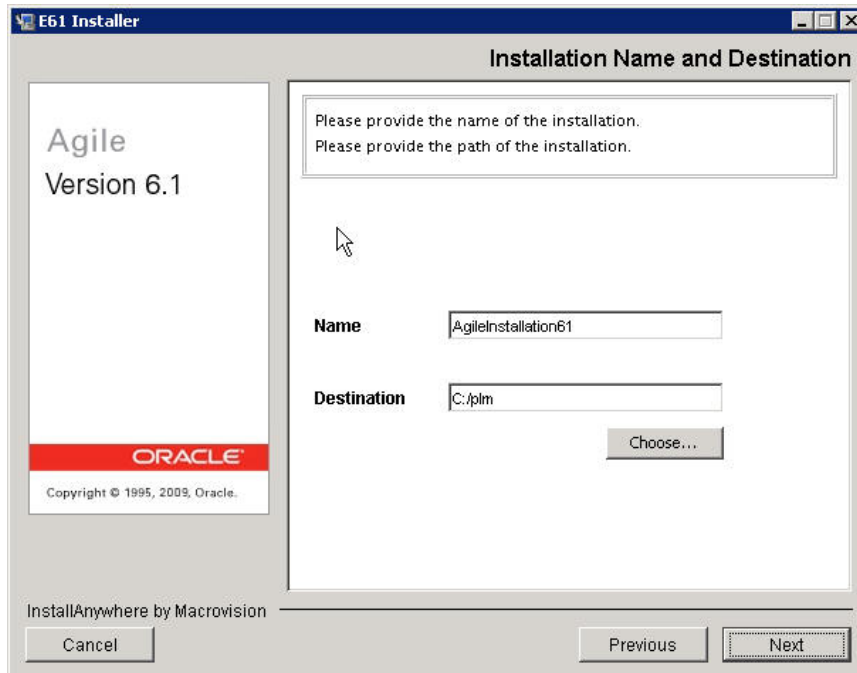 E61 Installer
Installation Name and Destination
Agile
Version 6.1
Please provide the name of the installation.
Please provide the path of the installation.
Name
AgileInstallation61
Destination
C:/plm
Choose...
ORACLE
Copyright © 1995, 2009, Oracle.
InstallAnywhere by Macrovision
Cancel
Previous
Next